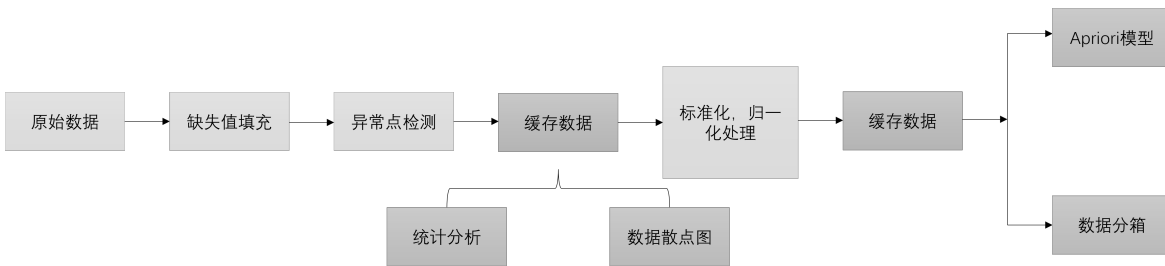 原始数据
缺失值填充
异常点检测
缓存数据
标准化，归一
化处理
缓存数据
Apriori模型
数据分箱
统计分析
数据散点图